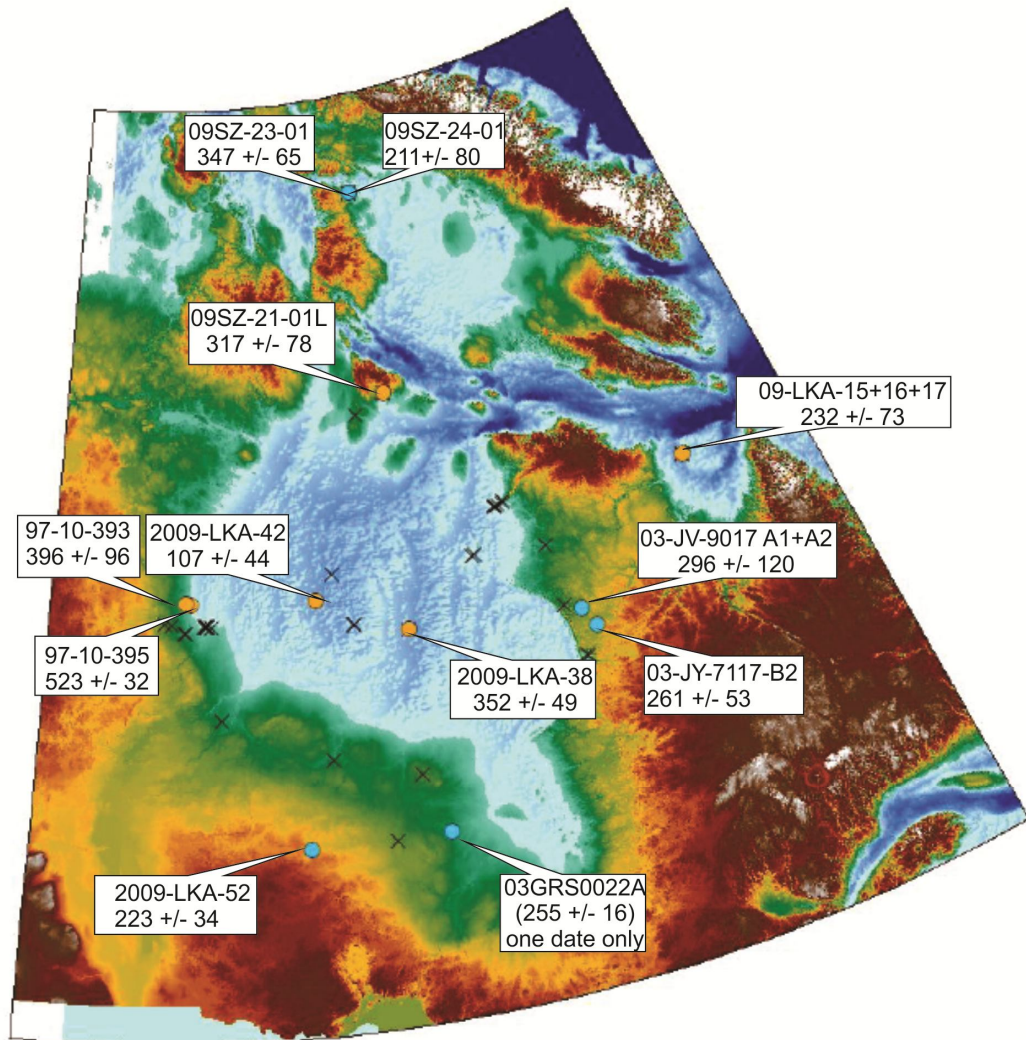 09SZ-23-01
347 +/- 65
09SZ-24-01
211+/- 80
09SZ-21-01L
317 +/- 78
09-LKA-15+16+17
232 +/- 73
97-10-393
396 +/- 96
2009-LKA-42
107 +/- 44
03-JV-9017 A1+A2
296 +/- 120
97-10-395
523 +/- 32
2009-LKA-38
352 +/- 49
03-JY-7117-B2
261 +/- 53
2009-LKA-52
223 +/- 34
03GRS0022A
(255 +/- 16)
one date only